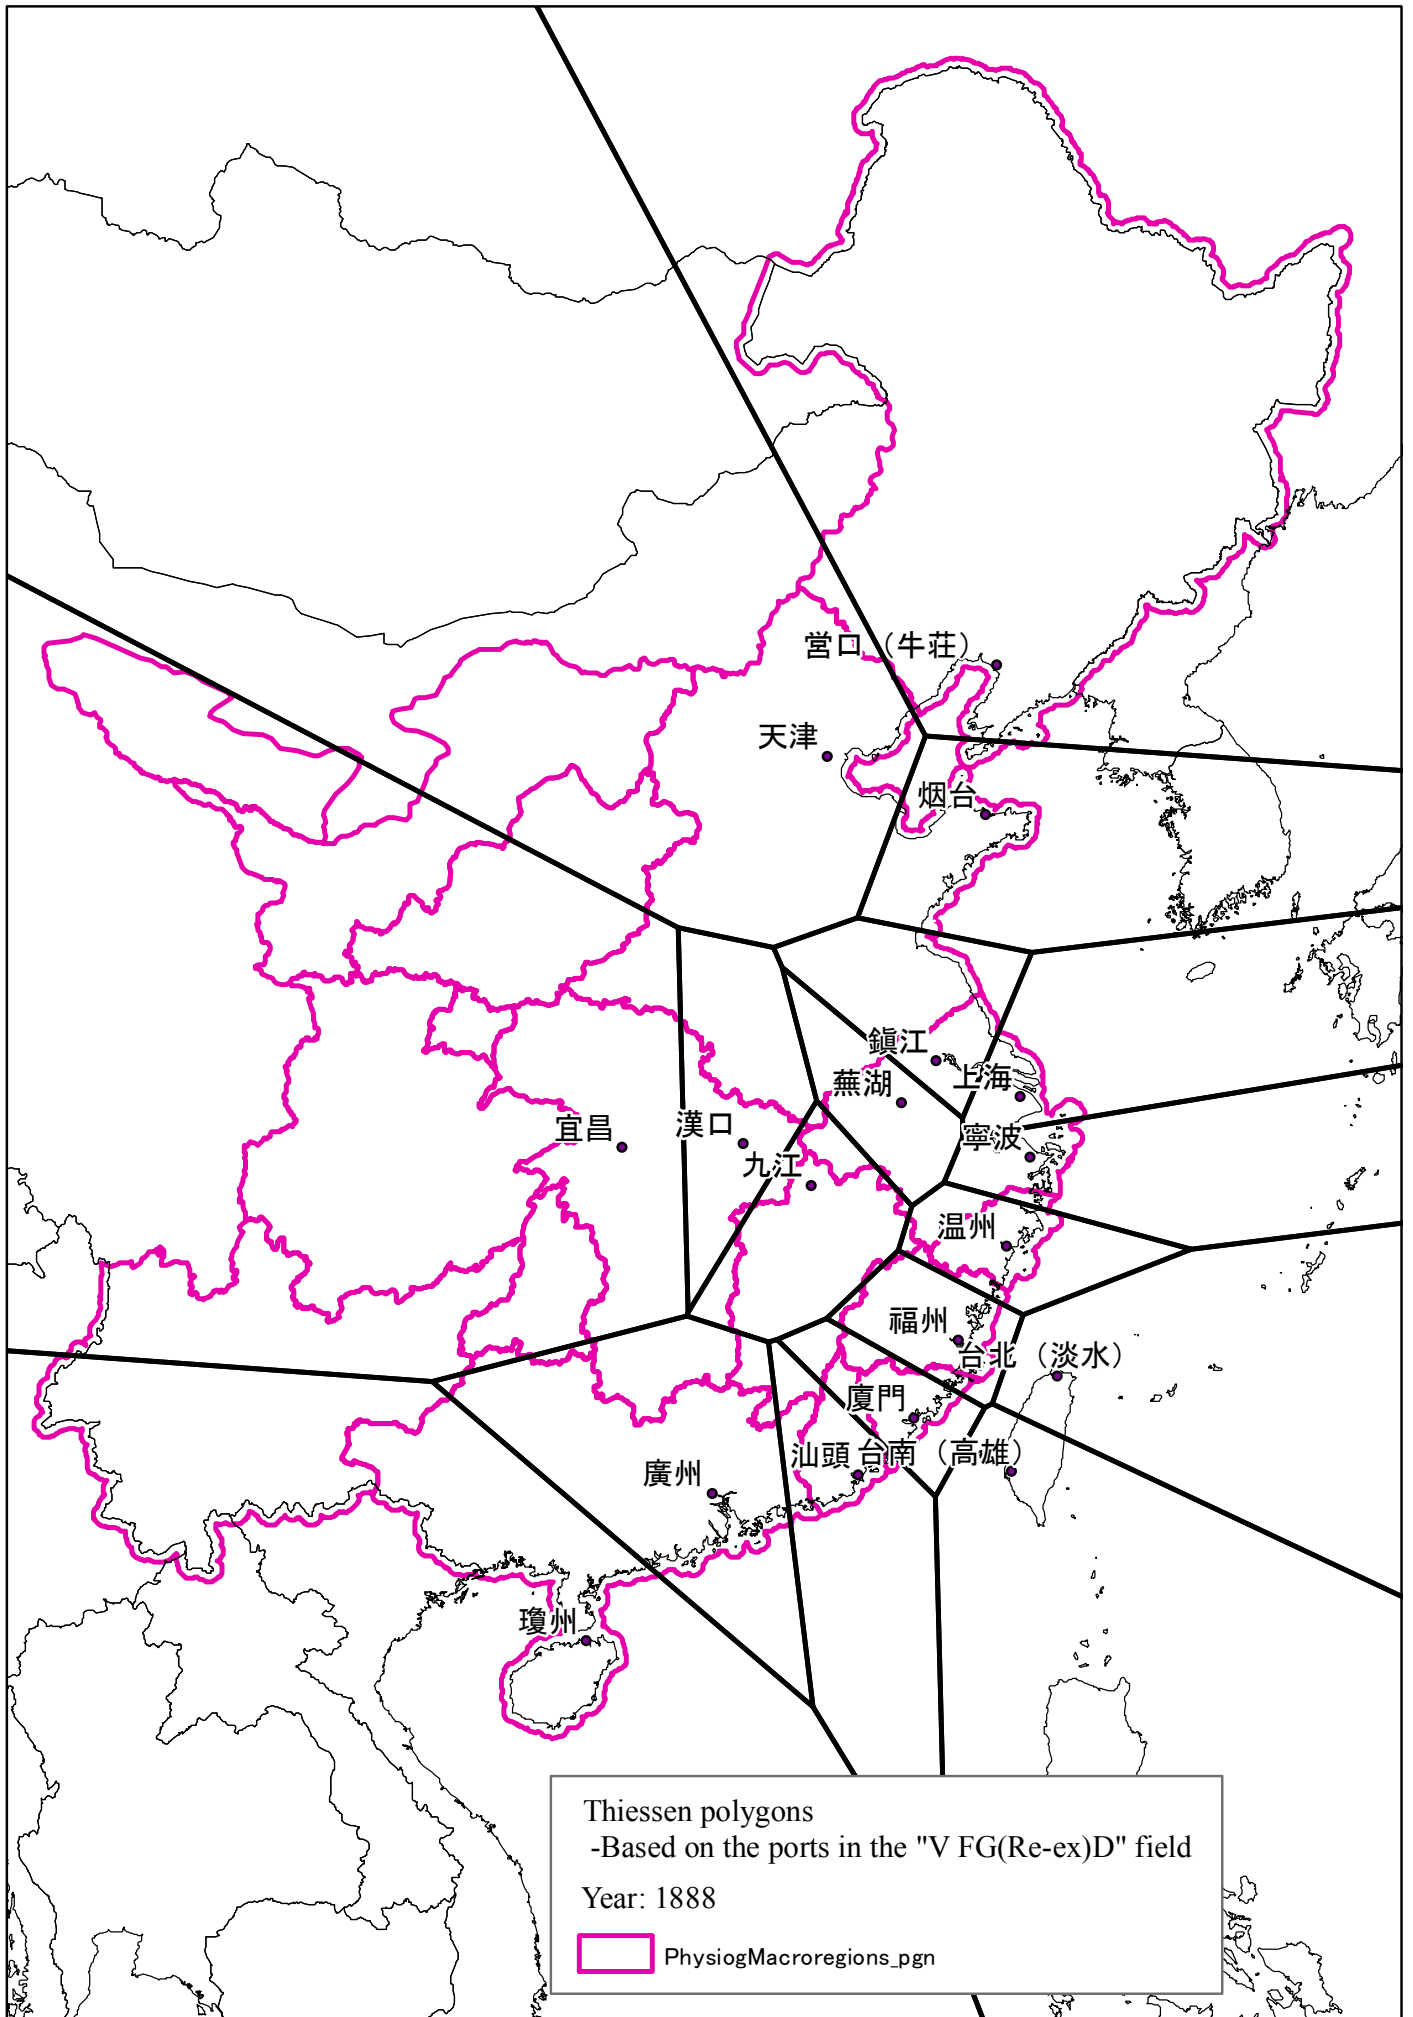 営口（牛荘）
天津
烟台
鎮江
上海
蕪湖
漢口
宜昌
寧波
九江
温州
福州
台北（淡水）
廈門
汕頭
台南（高雄）
廣州
瓊州
Thiessen polygons
-Based on the ports in the "V FG(Re-ex)D" field
Year: 1888
PhysiogMacroregions_pgn